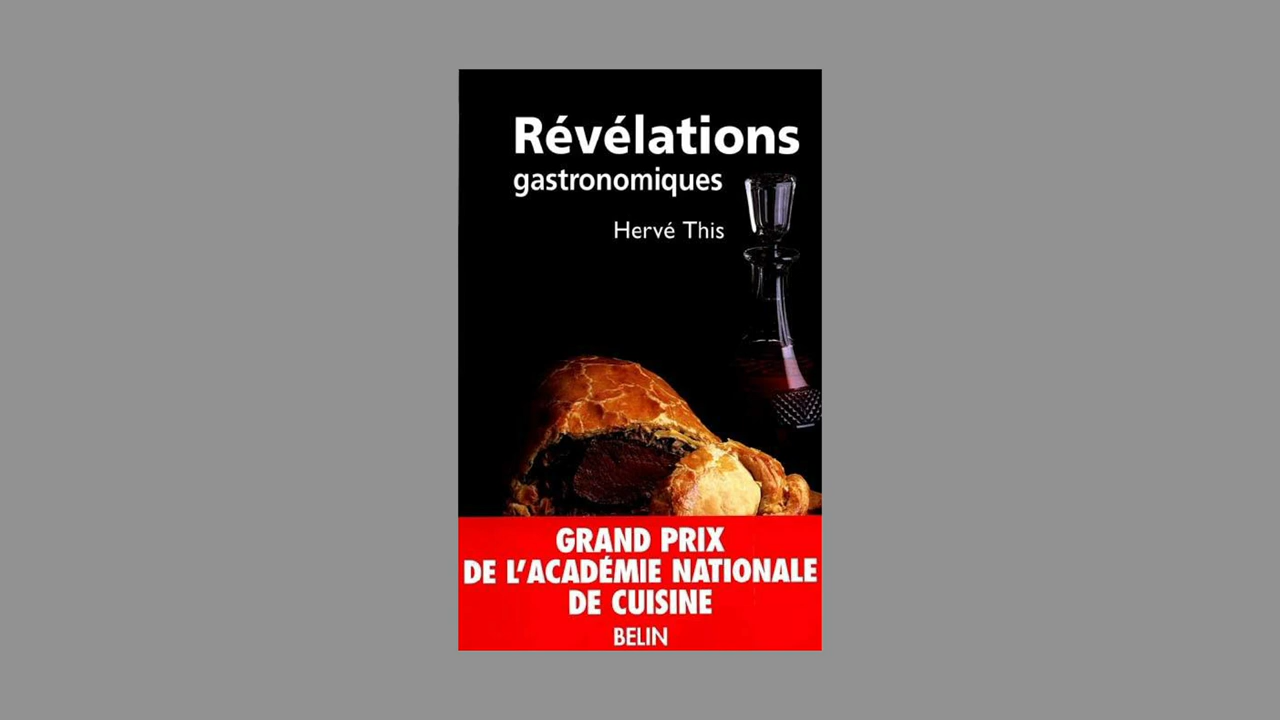 Révélations
gastronomiques
Hervé This
GRAND PRIX
DE L'ACADÉMIE NATIONALE
DE CUISINE
BELIN